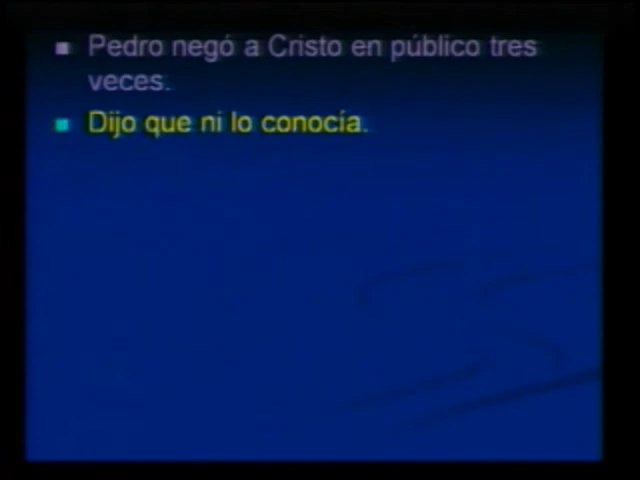 Pedro negó a Cristo en público tres
veces.
Dijo que ni lo conocía.